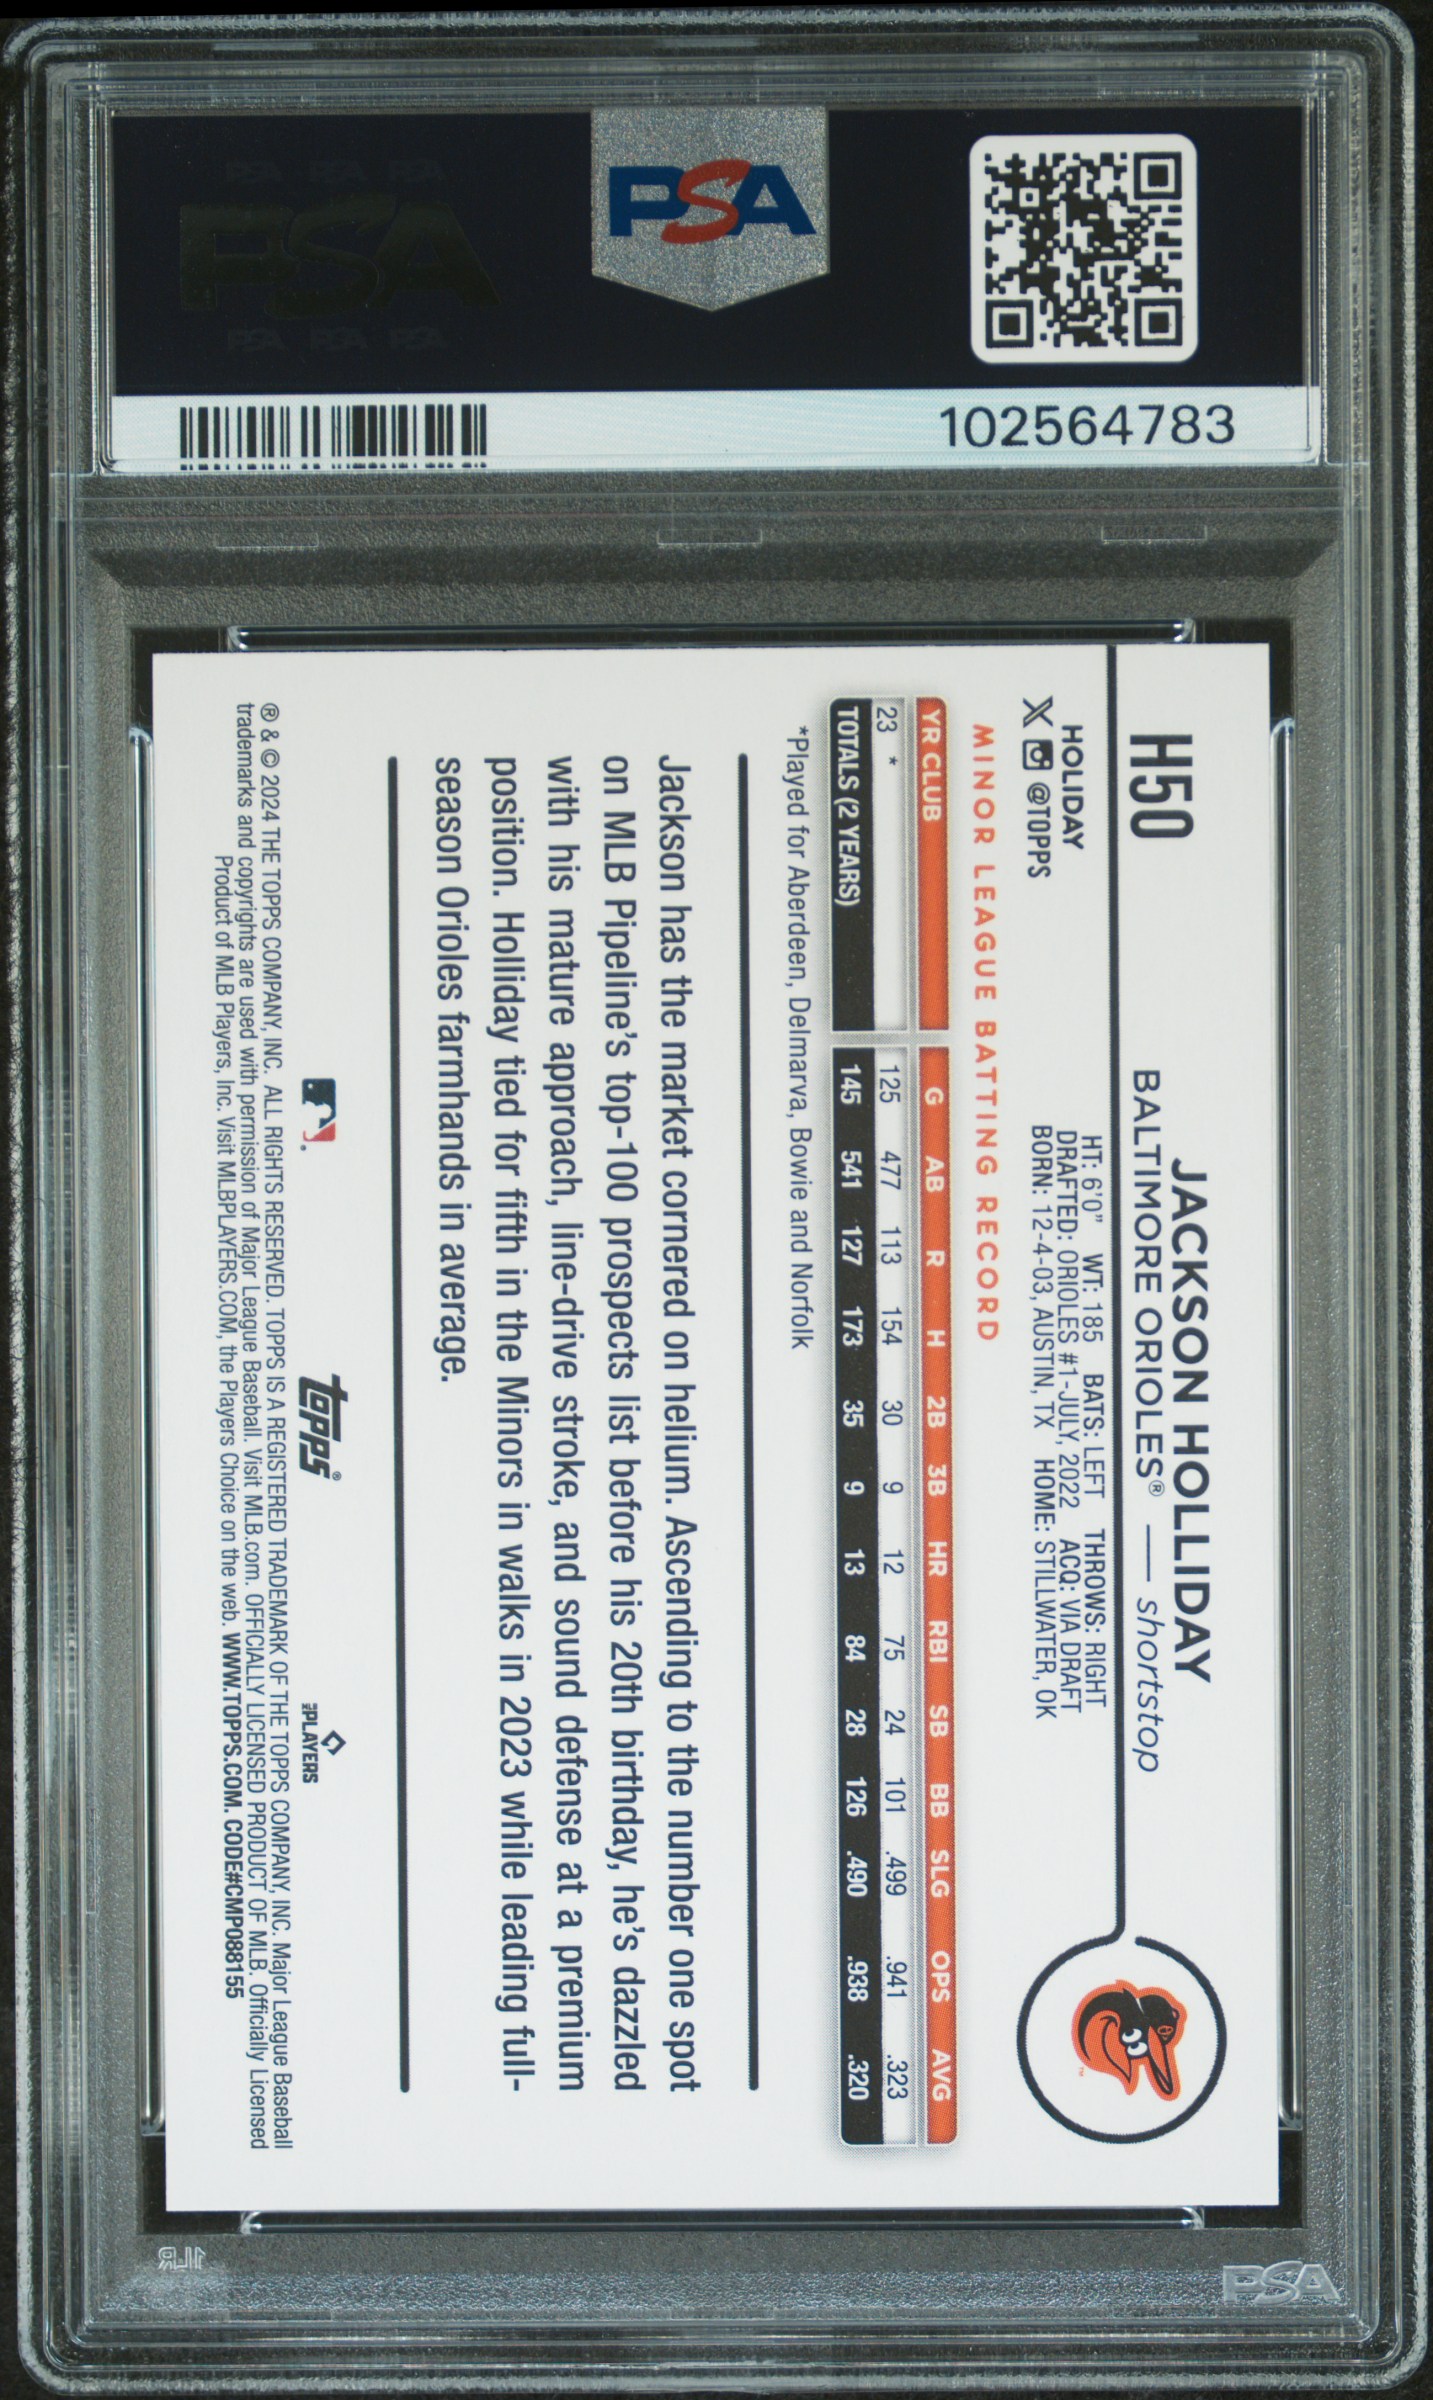 PSA
PSA
PSA PSA PSA
PSA PSA PSA
102564783
H50
JACKSON HOLLIDAY
BALTIMORE ORIOLES® — shortstop
HOLIDAY
X @TOPPS
HT: 6'0" WT: 185 BATS: LEFT THROWS: RIGHT
DRAFTED: ORIOLES #1-JULY, 2022 ACQ: VIA DRAFT
BORN: 12-4-03, AUSTIN, TX HOME: STILLWATER, OK
TM
MINOR LEAGUE BATTING RECORD
YR CLUB G AB R H 2B 3B HR RBI SB BB SLG OPS AVG
23 * 125 477 113 154 30 9 12 75 24 101 .499 .941 .323
TOTALS (2 YEARS) 145 541 127 173 35 9 13 84 28 126 .490 .938 .320
*Played for Aberdeen, Delmarva, Bowie and Norfolk
Jackson has the market cornered on helium. Ascending to the number one spot
on MLB Pipeline's top-100 prospects list before his 20th birthday, he's dazzled
with his mature approach, line-drive stroke, and sound defense at a premium
position. Holliday tied for fifth in the Minors in walks in 2023 while leading full-
season Orioles farmhands in average.
topps®
MLB PLAYERS
® & © 2024 THE TOPPS COMPANY, INC. ALL RIGHTS RESERVED. TOPPS IS A REGISTERED TRADEMARK OF THE TOPPS COMPANY, INC. Major League Baseball
trademarks and copyrights are used with permission of Major League Baseball. Visit MLB.com. OFFICIALLY LICENSED PRODUCT OF MLB. Officially Licensed
Product of MLB Players, Inc. Visit MLBPLAYERS.COM, the Players Choice on the web. WWW.TOPPS.COM. CODE#CMP088155
PSA